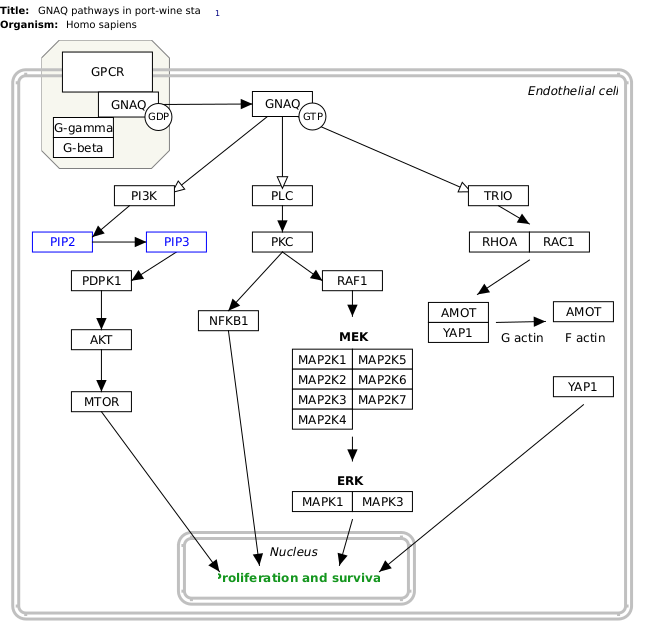 Title: GNAQ pathways in port-wine sta 1
Organism: Homo sapiens
GPCR
Endothelial cell
GNAQ
GDP
GNAQ
GTP
G-gamma
G-beta
PI3K
PLC
TRIO
PIP2
PIP3
PKC
RHOA
RAC1
PDPK1
RAF1
NFKB1
AMOT
YAP1
G actin
AMOT
F actin
AKT
MEK
MAP2K1
MAP2K5
MAP2K2
MAP2K6
MAP2K3
MAP2K7
MAP2K4
YAP1
MTOR
ERK
MAPK1
MAPK3
Nucleus
Proliferation and surviva